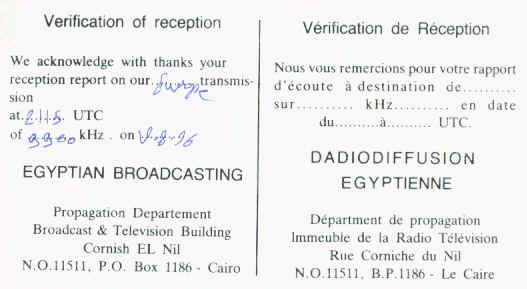 Verification of reception
We acknowledge with thanks your
reception report on our. Europe transmis-
sion
at. 2115 UTC
of 9900 kHz . on
EGYPTIAN BROADCASTING
Propagation Departement
Broadcast & Television Building
Cornish EL Nil
N.O.11511, P.O. Box 1186 - Cairo
Vérification de Réception
Nous vous remercions pour votre rapport
d'écoute à destination de..........
sur.......... kHz.......... en date
du..........à.......... UTC.
DADIODIFFUSION
EGYPTIENNE
Départment de propagation
Immeuble de la Radio Télévision
Rue Corniche du Nil
N.O.11511, B.P.1186 - Le Caire